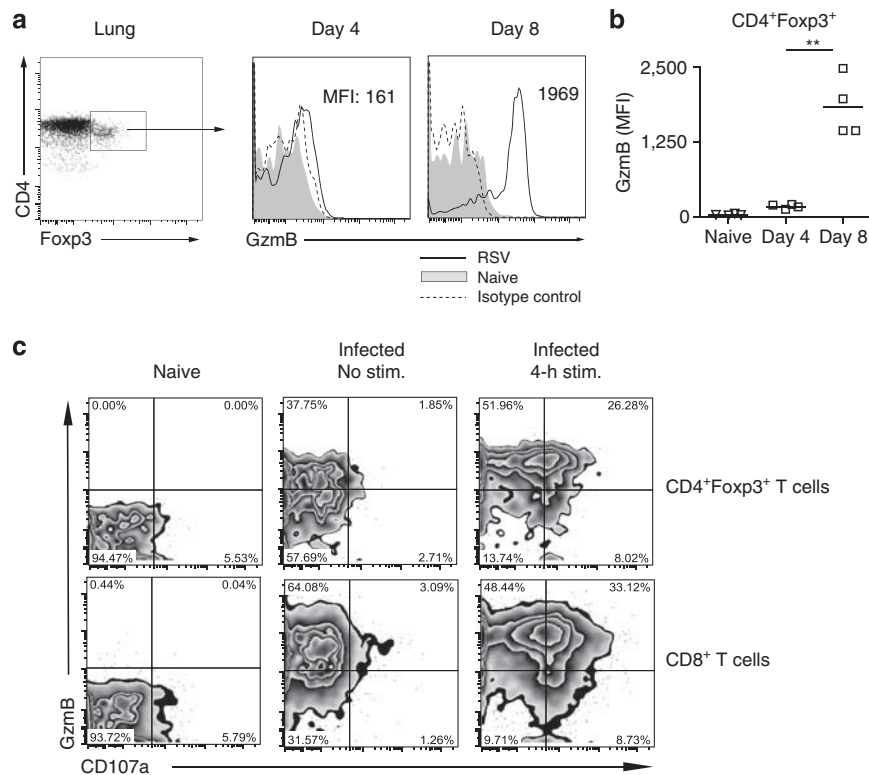 a
Lung
Day 4
Day 8
MFI: 161
1969
CD4
Foxp3
GzmB
RSV
Naive
Isotype control
b
CD4⁺Foxp3⁺
**
2,500
1,250
0
GzmB (MFI)
Naive Day 4 Day 8
c
Naive
Infected
No stim.
Infected
4-h stim.
0.00% 0.00%
94.47% 5.53%
37.75% 1.85%
57.69% 2.71%
51.96% 26.28%
13.74% 8.02%
CD4⁺Foxp3⁺ T cells
0.44% 0.04%
93.72% 5.79%
64.08% 3.09%
31.57% 1.26%
48.44% 33.12%
9.71% 8.73%
CD8⁺ T cells
GzmB
CD107a